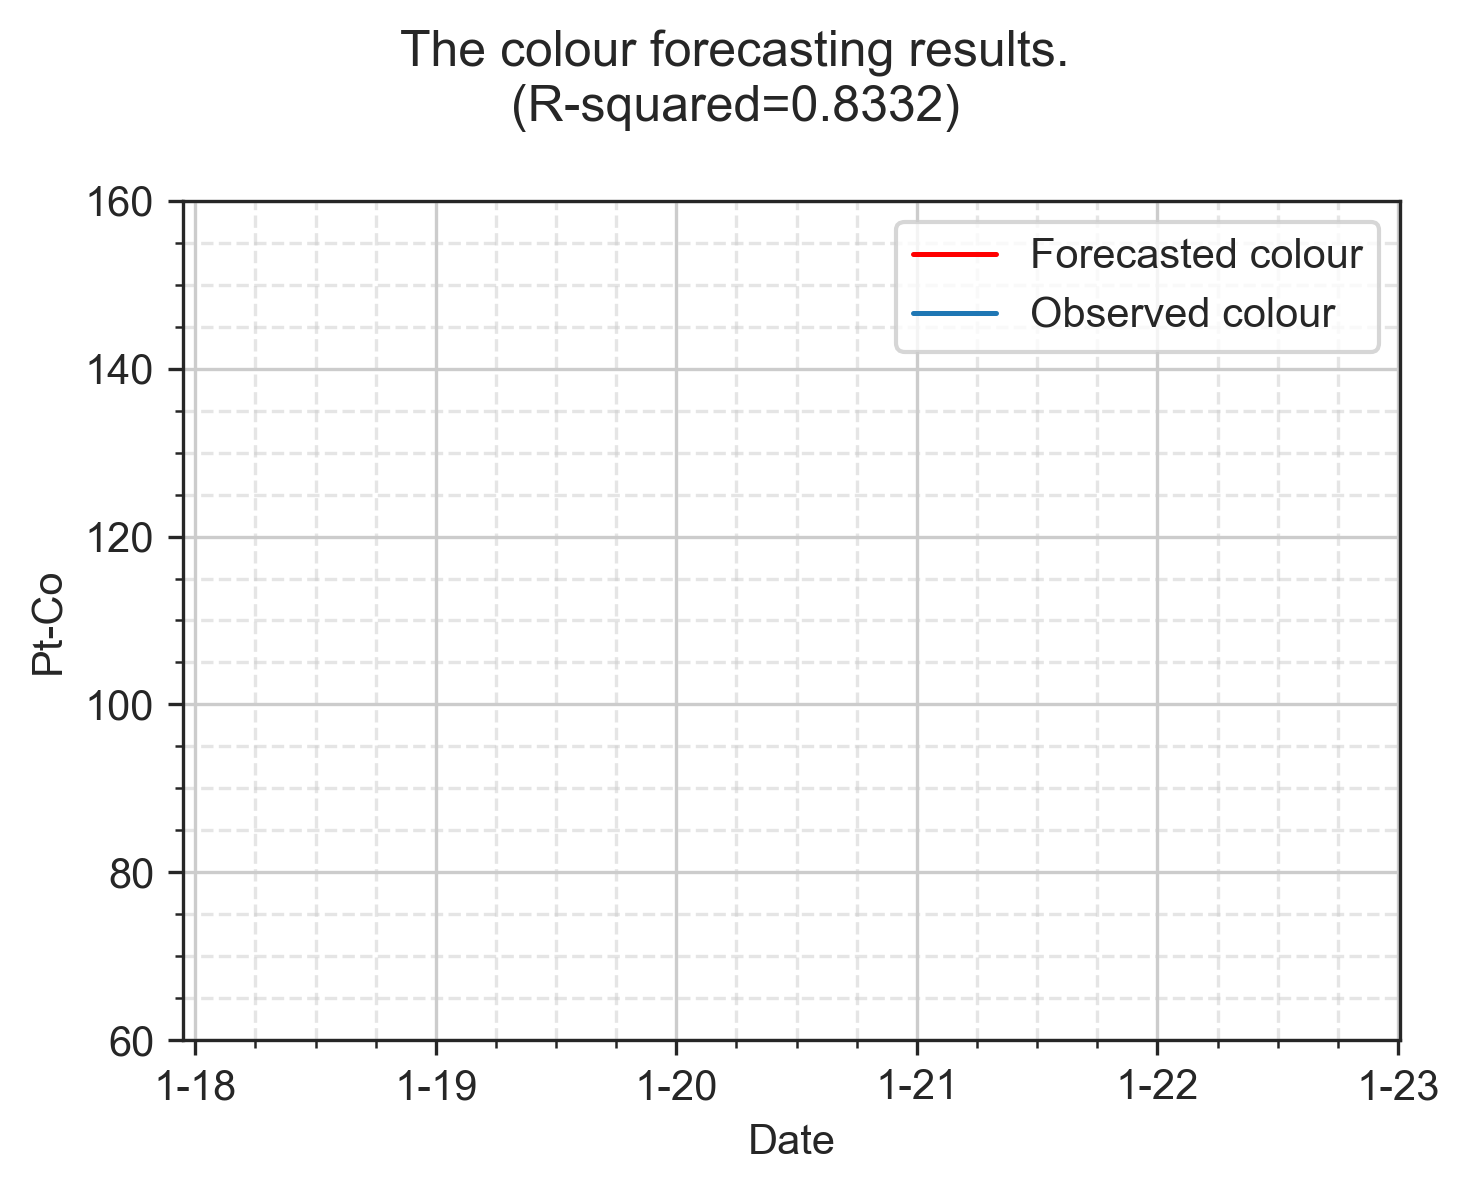 The colour forecasting results.
(R-squared=0.8332)
Forecasted colour
Observed colour
160
140
120
100
80
60
Pt-Co
1-18
1-19
1-20
1-21
1-22
1-23
Date